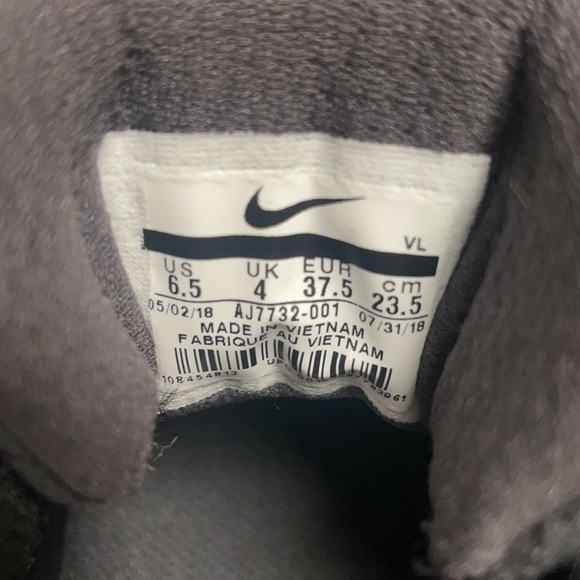 VL
US UK EUR cm
6.5 4 37.5 23.5
05/02/18 AJ7732-001 07/31/18
MADE IN VIETNAM
FABRIQUE AU VIETNAM